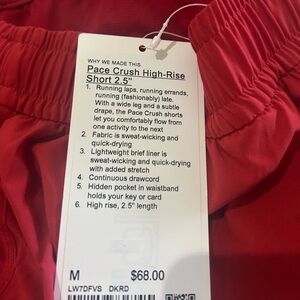 WHY WE MADE THIS
Pace Crush High-Rise
Short 2.5"
1. Running laps, running errands,
running (fashionably) late.
With a wide leg and a subtle
drape, the Pace Crush shorts
let you comfortably flow from
one activity to the next
2. Fabric is sweat-wicking and
quick-drying
3. Lightweight brief liner is
sweat-wicking and quick-drying
with added stretch
4. Continuous drawcord
5. Hidden pocket in waistband
holds your key or card
6. High rise, 2.5" length
M $68.00
LW7DFVS DKRD